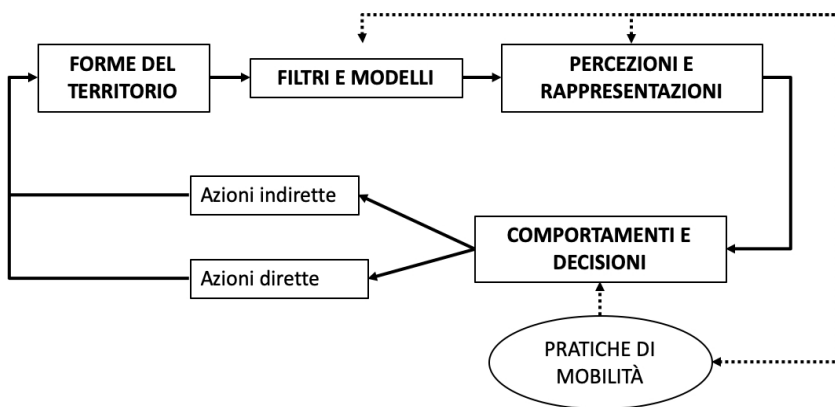 FORME DEL
TERRITORIO
FILTRI E MODELLI
PERCEZIONI E
RAPPRESENTAZIONI
Azioni indirette
COMPORTAMENTI E
DECISIONI
Azioni dirette
PRATICHE DI
MOBILITÀ